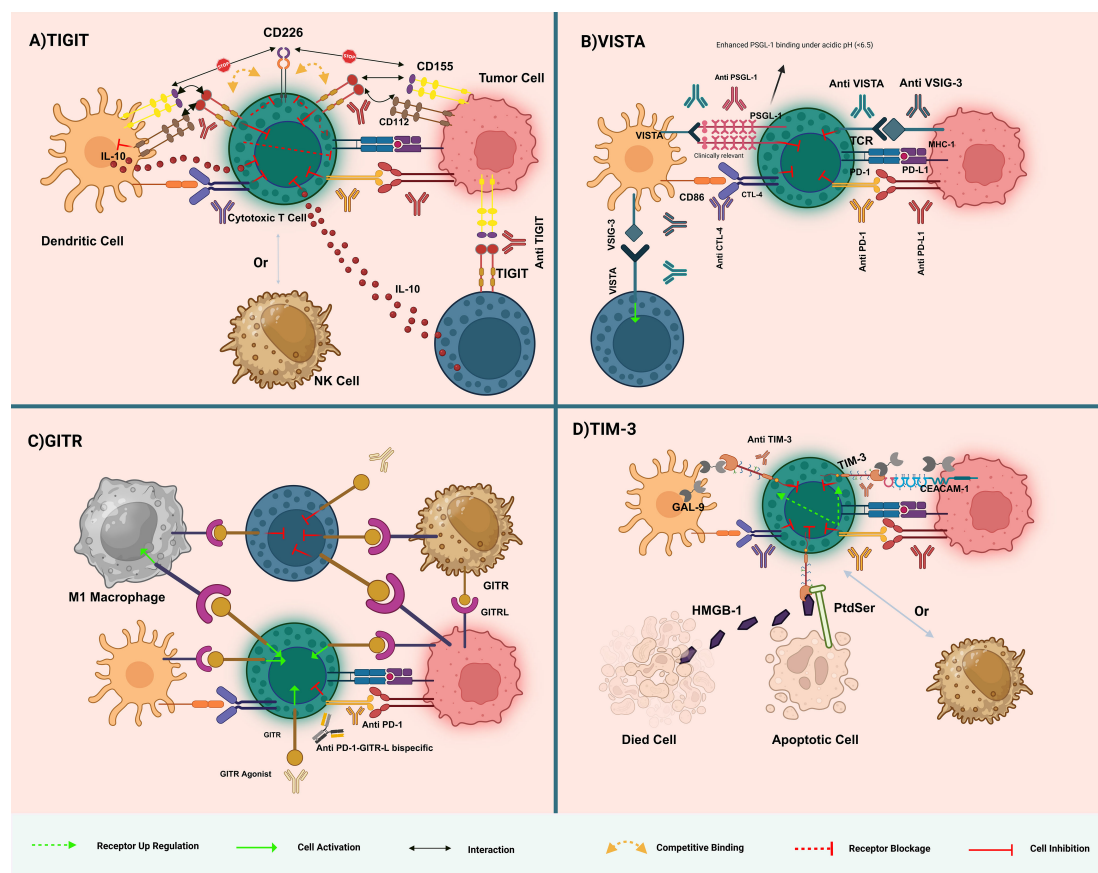 A)TIGIT
CD226
STOP
STOP
CD155
Tumor Cell
CD112
IL-10
Cytotoxic T Cell
Dendritic Cell
Or
IL-10
TIGIT
Anti TIGIT
NK Cell
B)VISTA
Enhanced PSGL-1 binding under acidic pH (<6.5)
Anti PSGL-1
Anti VISTA
Anti VSIG-3
PSGL-1
VISTA
TCR
MHC-1
Clinically relevant
PD-1
PD-L1
CD86
CTL-4
VSIG-3
Anti CTL-4
Anti PD-1
Anti PD-L1
VISTA
C)GITR
M1 Macrophage
GITR
GITRL
GITR
Anti PD-1
Anti PD-1-GITR-L bispecific
GITR Agonist
D)TIM-3
Anti TIM-3
TIM-3
CEACAM-1
GAL-9
HMGB-1
PtdSer
Or
Died Cell
Apoptotic Cell
Receptor Up Regulation
Cell Activation
Interaction
Competitive Binding
Receptor Blockage
Cell Inhibition